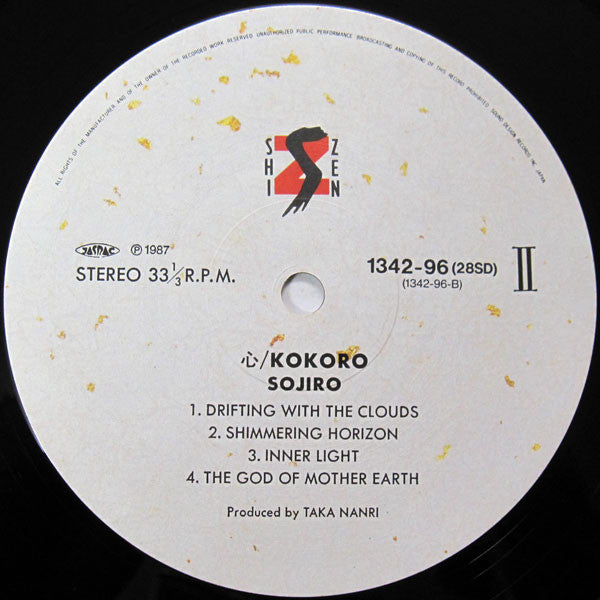 ALL RIGHTS OF THE MANUFACTURER AND OF THE OWNER OF THE RECORDED WORK RESERVED UNAUTHORIZED PUBLIC PERFORMANCE BROADCASTING AND COPYING OF THIS RECORD PROHIBITED SOUND DESIGN RECORDS INC. JAPAN.
SHI ZEN
JASRAC ℗ 1987
STEREO 33 1/3 R.P.M.
1342-96 (28SD)
(1342-96-B)
II
心/KOKORO
SOJIRO
1. DRIFTING WITH THE CLOUDS
2. SHIMMERING HORIZON
3. INNER LIGHT
4. THE GOD OF MOTHER EARTH
Produced by TAKA NANRI